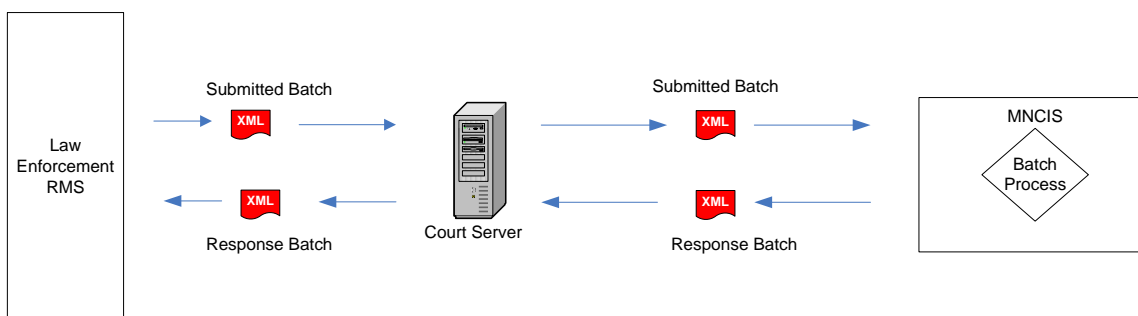 Law
Enforcement
RMS
Submitted Batch
XML
XML
Response Batch
Court Server
Submitted Batch
XML
XML
Response Batch
MNCIS
Batch
Process